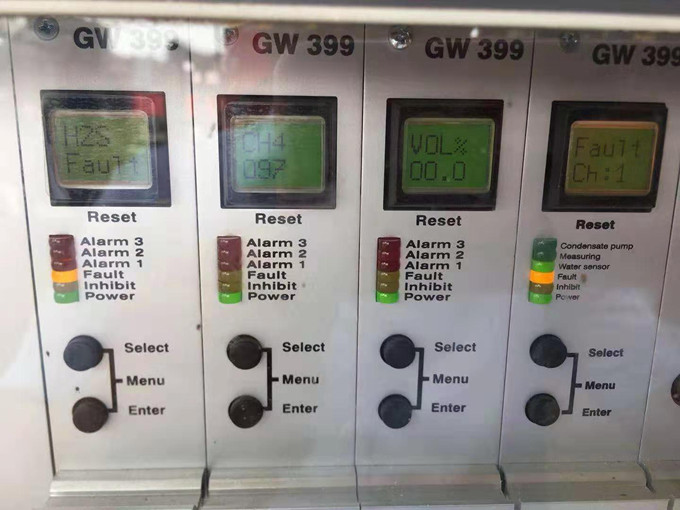 GW 399
H2S
Fault
Reset
Alarm 3
Alarm 2
Alarm 1
Fault
Inhibit
Power
Select
Menu
Enter
GW 399
CH4
097
Reset
Alarm 3
Alarm 2
Alarm 1
Fault
Inhibit
Power
Select
Menu
Enter
GW 399
VOL%
00.0
Reset
Alarm 3
Alarm 2
Alarm 1
Fault
Inhibit
Power
Select
Menu
Enter
GW 399
Fault
Ch:1
Reset
Condensate pump
Measuring
Water sensor
Fault
Inhibit
Power
Select
Menu
Enter